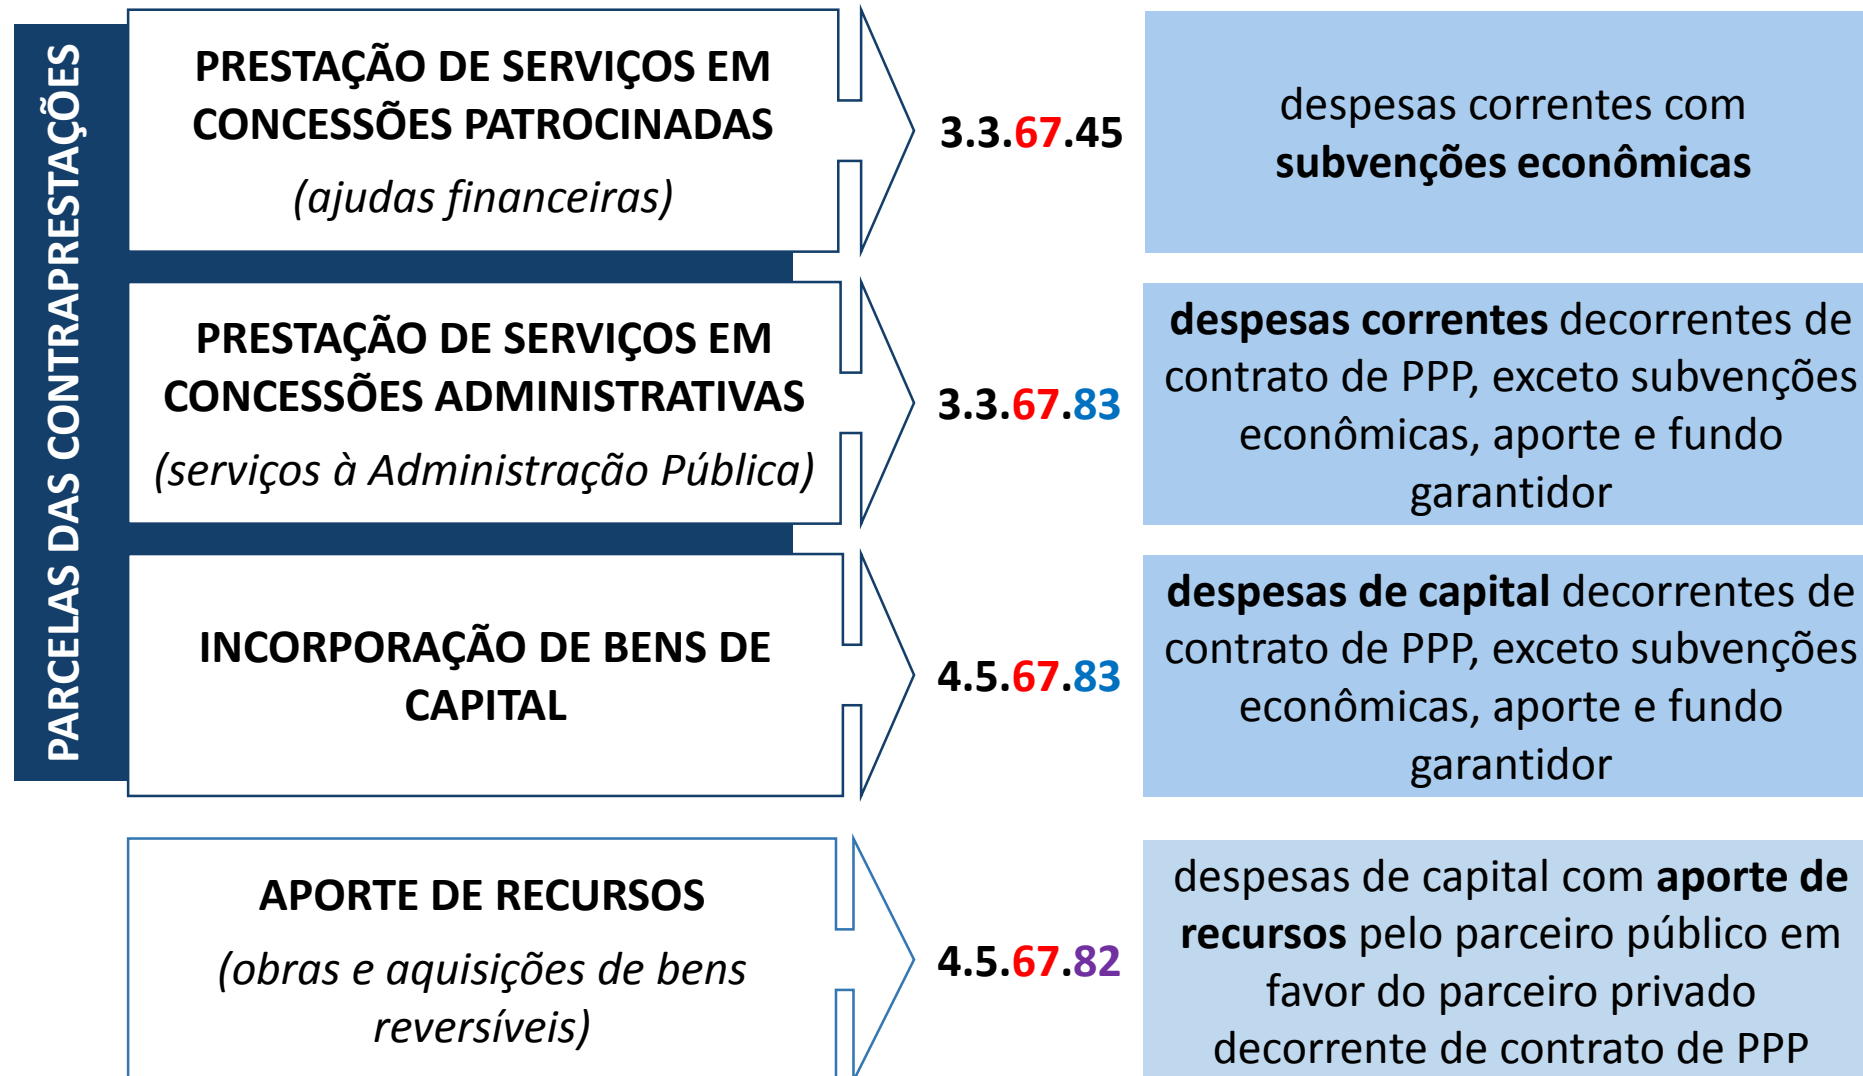 PARCELAS DAS CONTRAPRESTAÇÕES
PRESTAÇÃO DE SERVIÇOS EM
CONCESSÕES PATROCINADAS
(ajudas financeiras)
3.3.67.45
despesas correntes com
subvenções econômicas
PRESTAÇÃO DE SERVIÇOS EM
CONCESSÕES ADMINISTRATIVAS
(serviços à Administração Pública)
3.3.67.83
despesas correntes decorrentes de
contrato de PPP, exceto subvenções
econômicas, aporte e fundo
garantidor
INCORPORAÇÃO DE BENS DE
CAPITAL
4.5.67.83
despesas de capital decorrentes de
contrato de PPP, exceto subvenções
econômicas, aporte e fundo
garantidor
APORTE DE RECURSOS
(obras e aquisições de bens
reversíveis)
4.5.67.82
despesas de capital com aporte de
recursos pelo parceiro público em
favor do parceiro privado
decorrente de contrato de PPP